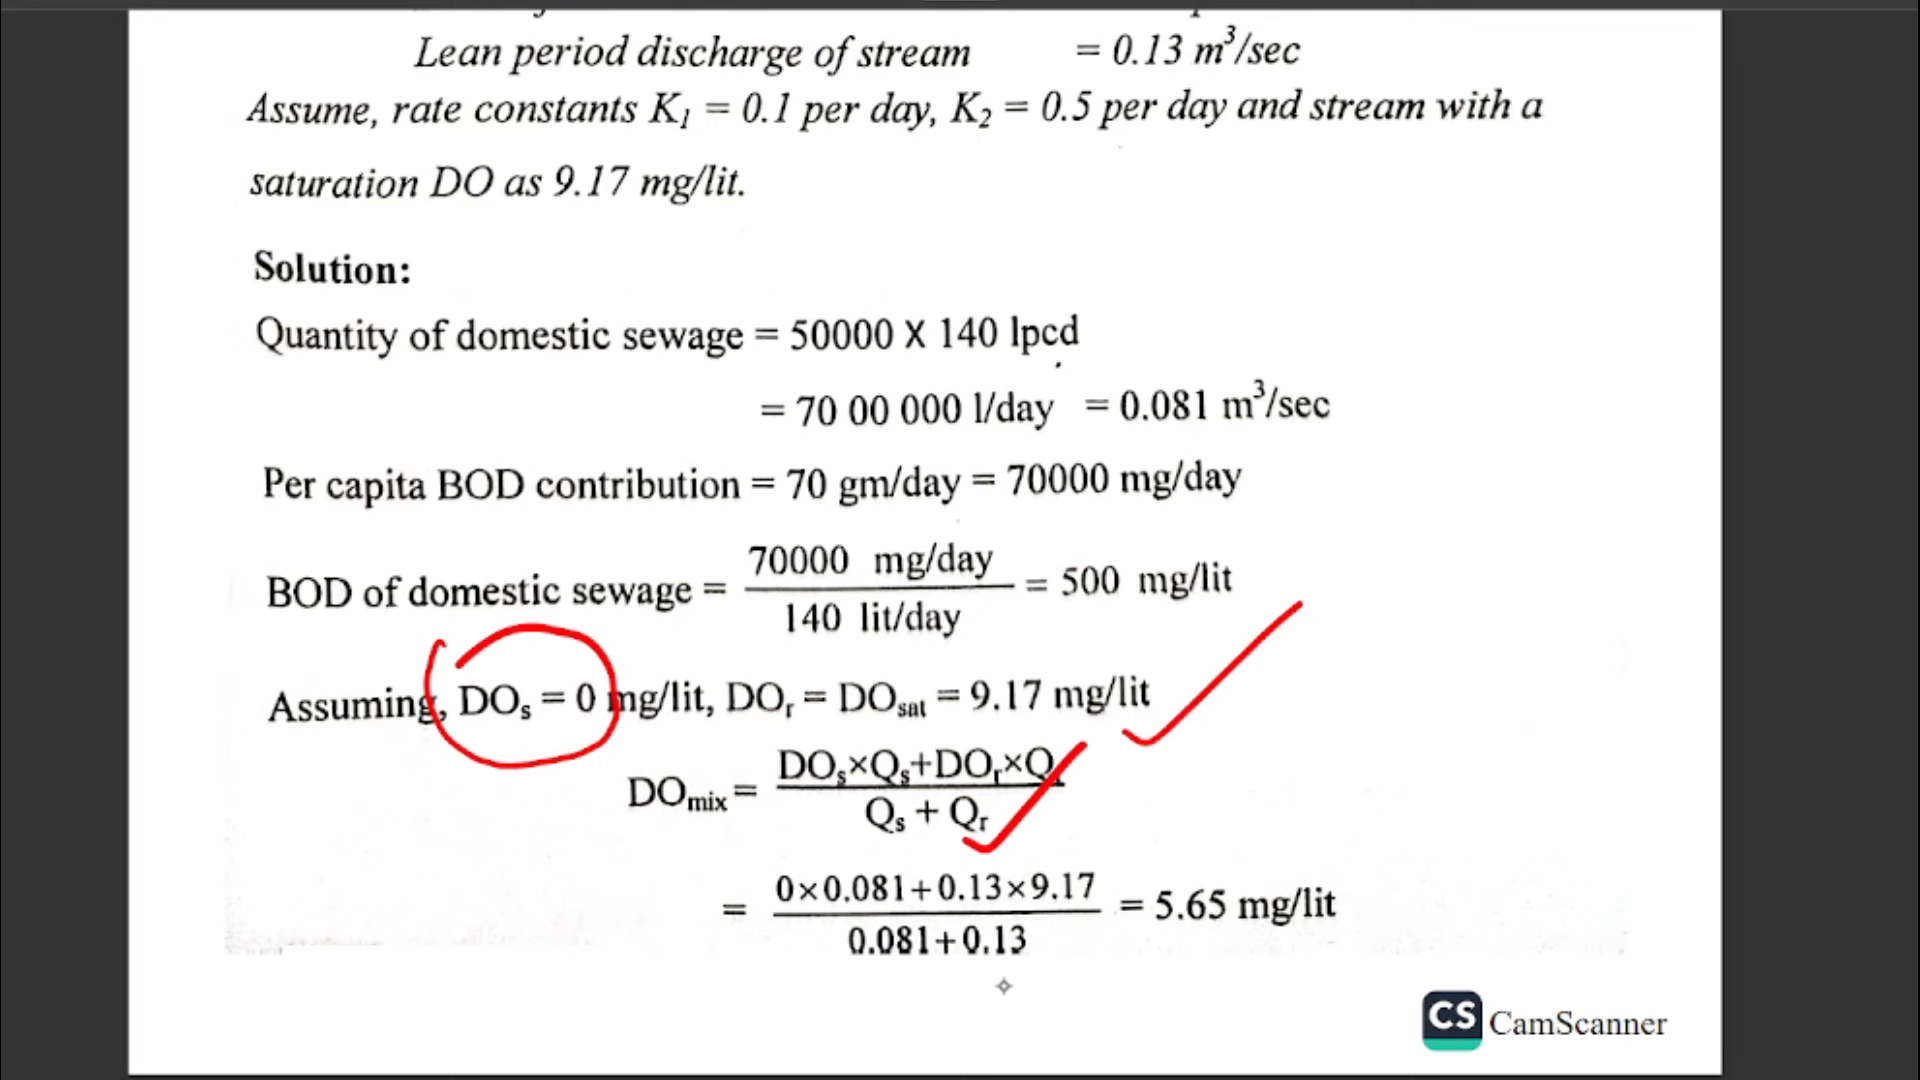 Lean period discharge of stream = 0.13 m³/sec
Assume, rate constants K₁ = 0.1 per day, K₂ = 0.5 per day and stream with a
saturation DO as 9.17 mg/lit.
Solution:
Quantity of domestic sewage = 50000 X 140 lpcd
= 70 00 000 l/day = 0.081 m³/sec
Per capita BOD contribution = 70 gm/day = 70000 mg/day
BOD of domestic sewage = 70000 mg/day / 140 lit/day = 500 mg/lit
Assuming, DOₛ = 0 mg/lit, DOᵣ = DOsat = 9.17 mg/lit
DOmix = DOₛ×Qₛ+DOᵣ×Qᵣ / Qₛ + Qᵣ
= 0×0.081+0.13×9.17 / 0.081+0.13 = 5.65 mg/lit
CS CamScanner